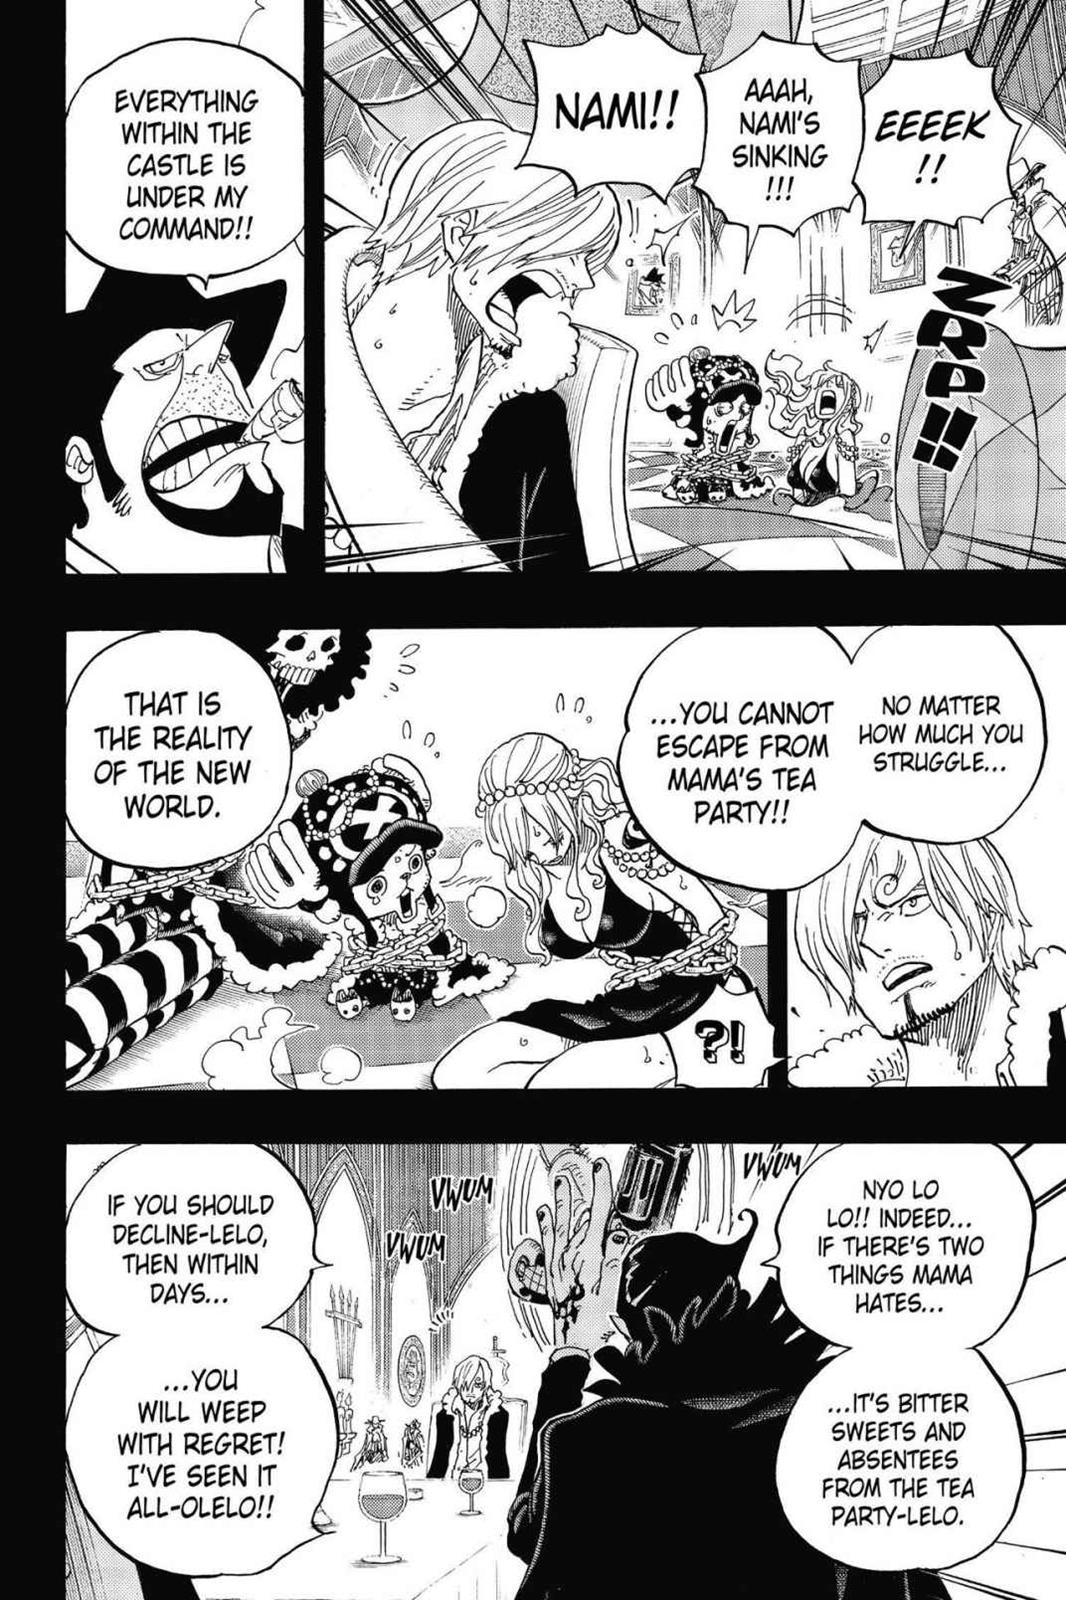 EEEEK
!!
AAAH,
NAMI'S
SINKING
!!!
NAMI!!
ZRP!!
EVERYTHING
WITHIN THE
CASTLE IS
UNDER MY
COMMAND!!
NO MATTER
HOW MUCH YOU
STRUGGLE...
...YOU CANNOT
ESCAPE FROM
MAMA'S TEA
PARTY!!
?!
THAT IS
THE REALITY
OF THE NEW
WORLD.
VWUM
VWUM
VWUM
NYO LO
LO!! INDEED...
IF THERE'S TWO
THINGS MAMA
HATES...
...IT'S BITTER
SWEETS AND
ABSENTEES
FROM THE TEA
PARTY-LELO.
IF YOU SHOULD
DECLINE-LELO,
THEN WITHIN
DAYS...
...YOU
WILL WEEP
WITH REGRET!
I'VE SEEN IT
ALL-OLELO!!